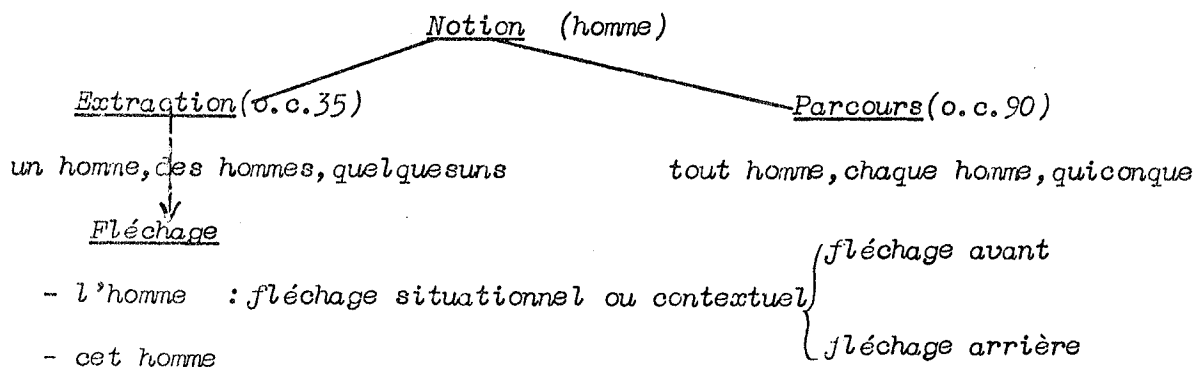 Notion (homme)
Extraction(o.c.35) Parcours(o.c.90)
un homme,des hommes,quelquesuns tout homme,chaque homme,quiconque
Fléchage
fléchage avant
- l'homme : fléchage situationnel ou contextuel
- cet homme fléchage arrière